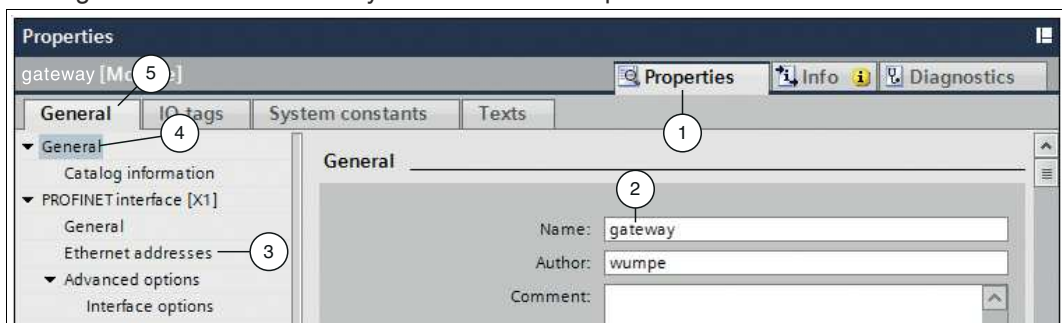 Properties
gateway [Mo 5 e]
Properties Info Diagnostics
General IO tags System constants Texts
4 1
General General
Catalog information
2
PROFINET interface [X1]
General Name: gateway
Ethernet addresses 3
Author: wumpe
Advanced options
Comment:
Interface options